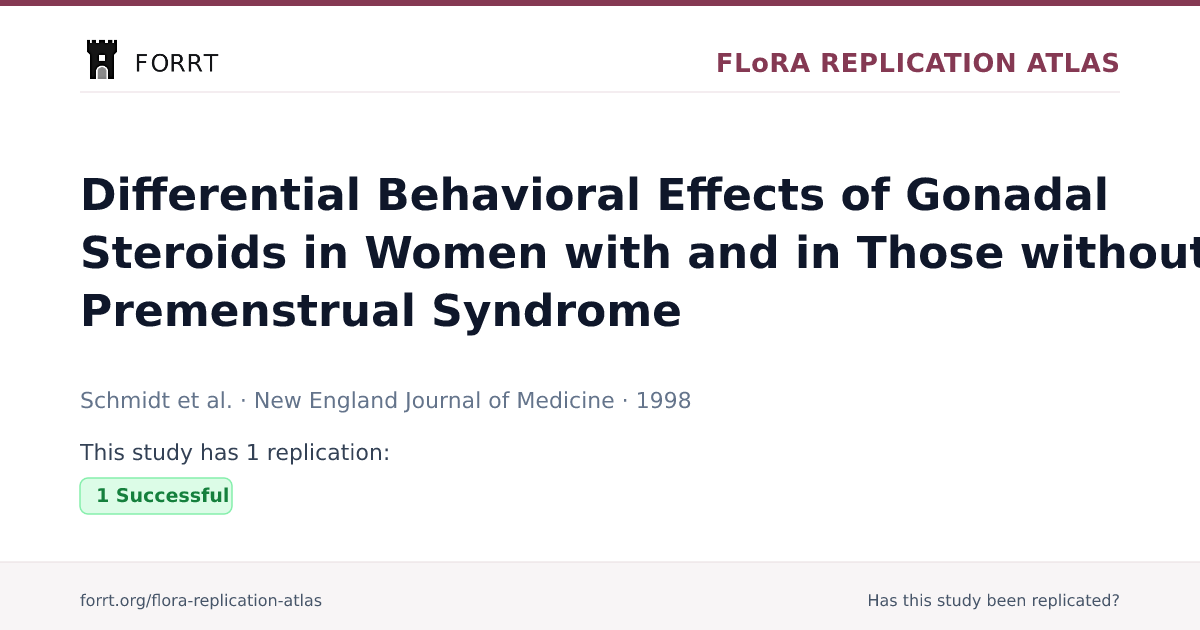 FORRT
FLoRA REPLICATION ATLAS
Differential Behavioral Effects of Gonadal
Steroids in Women with and in Those without
Premenstrual Syndrome
Schmidt et al. · New England Journal of Medicine · 1998
This study has 1 replication:
1 Successful
forrt.org/flora-replication-atlas
Has this study been replicated?